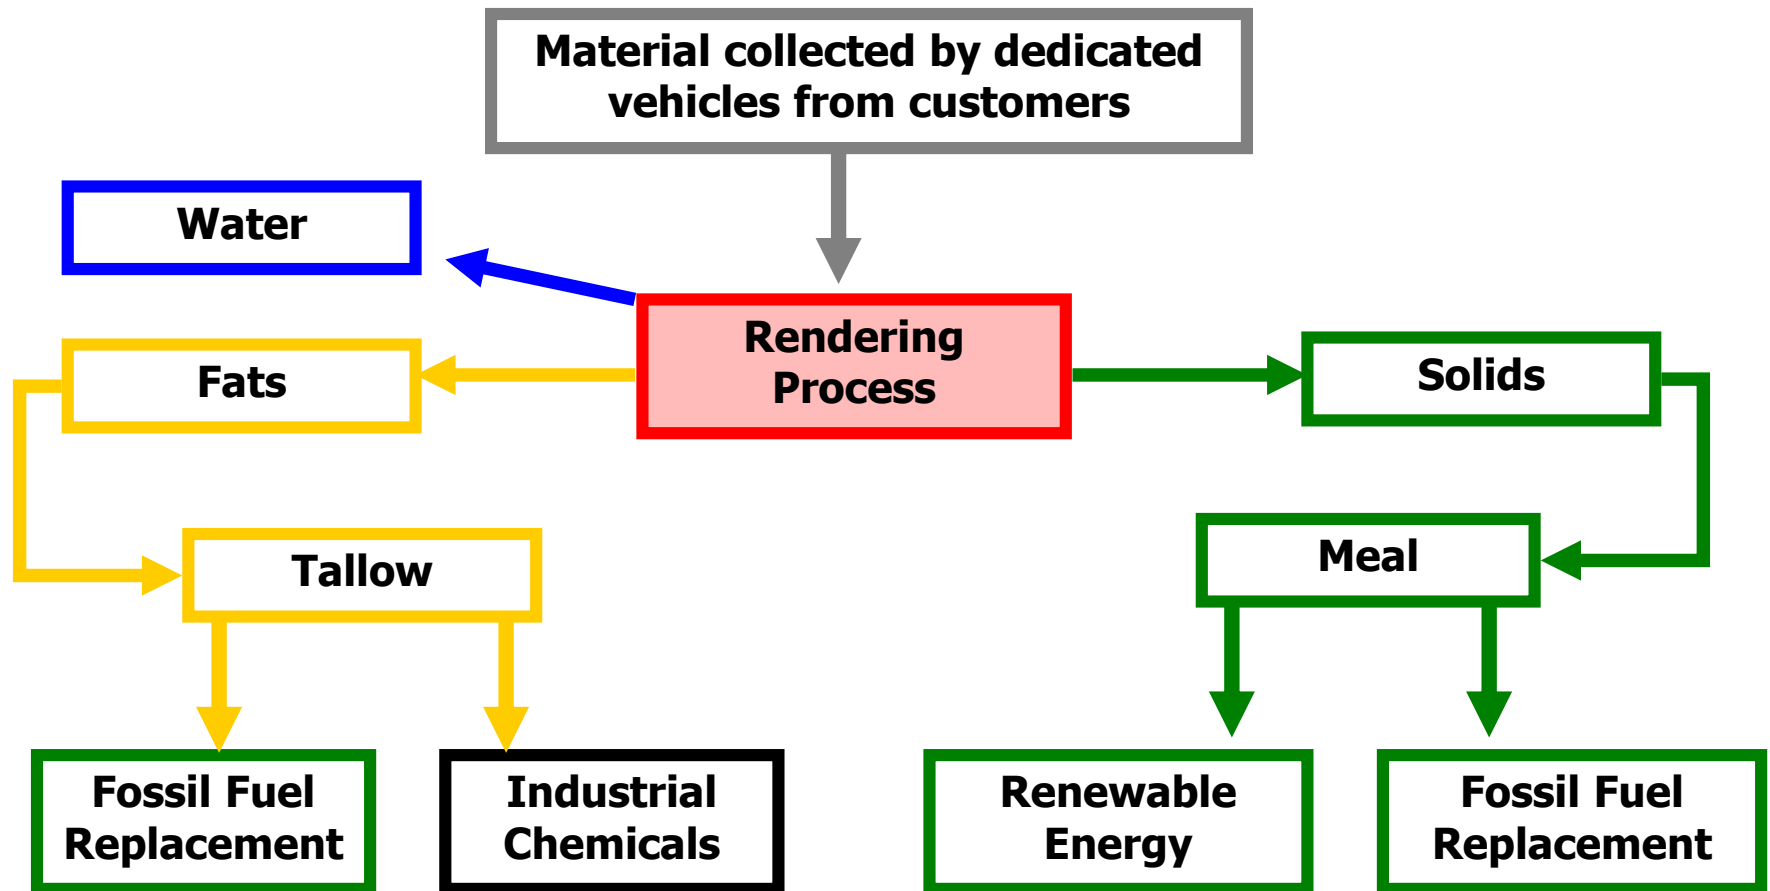 Material collected by dedicated
vehicles from customers
Water
Rendering
Process
Fats
Solids
Tallow
Meal
Fossil Fuel
Replacement
Industrial
Chemicals
Renewable
Energy
Fossil Fuel
Replacement